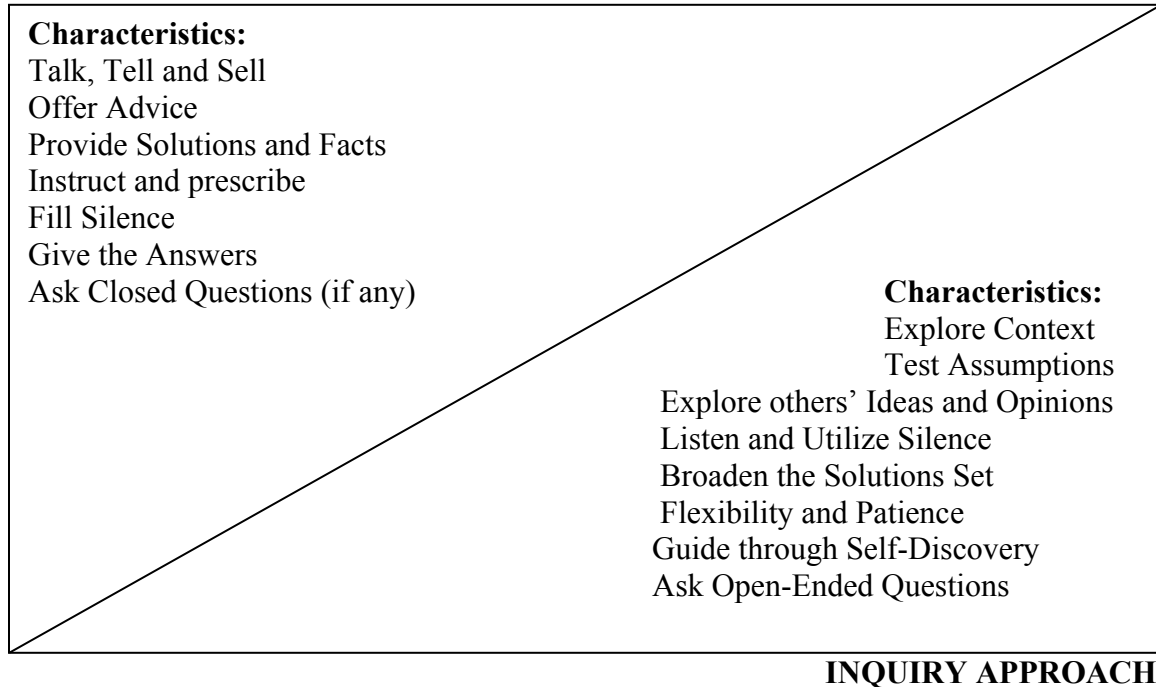 Characteristics:
Talk, Tell and Sell
Offer Advice
Provide Solutions and Facts
Instruct and prescribe
Fill Silence
Give the Answers
Ask Closed Questions (if any)
Characteristics:
Explore Context
Test Assumptions
Explore others’ Ideas and Opinions
Listen and Utilize Silence
Broaden the Solutions Set
Flexibility and Patience
Guide through Self-Discovery
Ask Open-Ended Questions
INQUIRY APPROACH